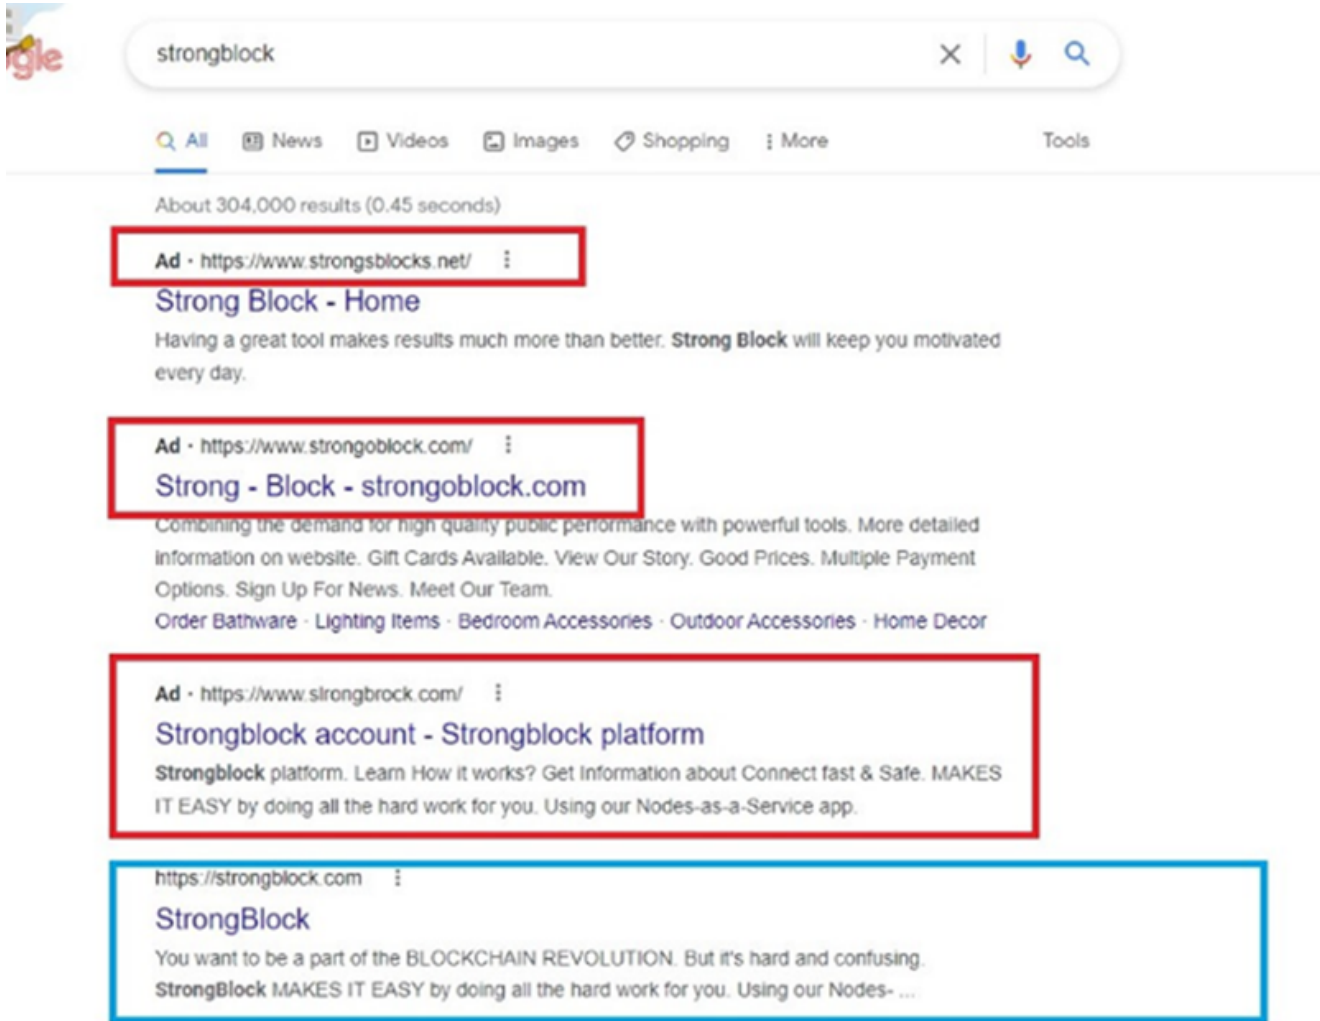 gle
strongblock
All News Videos Images Shopping More Tools
About 304,000 results (0.45 seconds)
Ad · https://www.strongsblocks.net/
Strong Block - Home
Having a great tool makes results much more than better. Strong Block will keep you motivated
every day.
Ad · https://www.strongoblock.com/
Strong - Block - strongoblock.com
Combining the demand for high quality public performance with powerful tools. More detailed
information on website. Gift Cards Available. View Our Story. Good Prices. Multiple Payment
Options. Sign Up For News. Meet Our Team.
Order Bathware · Lighting Items · Bedroom Accessories · Outdoor Accessories · Home Decor
Ad · https://www.slrongbrock.com/
Strongblock account - Strongblock platform
Strongblock platform. Learn How it works? Get Information about Connect fast & Safe. MAKES
IT EASY by doing all the hard work for you. Using our Nodes-as-a-Service app.
https://strongblock.com
StrongBlock
You want to be a part of the BLOCKCHAIN REVOLUTION. But it's hard and confusing.
StrongBlock MAKES IT EASY by doing all the hard work for you. Using our Nodes- ...